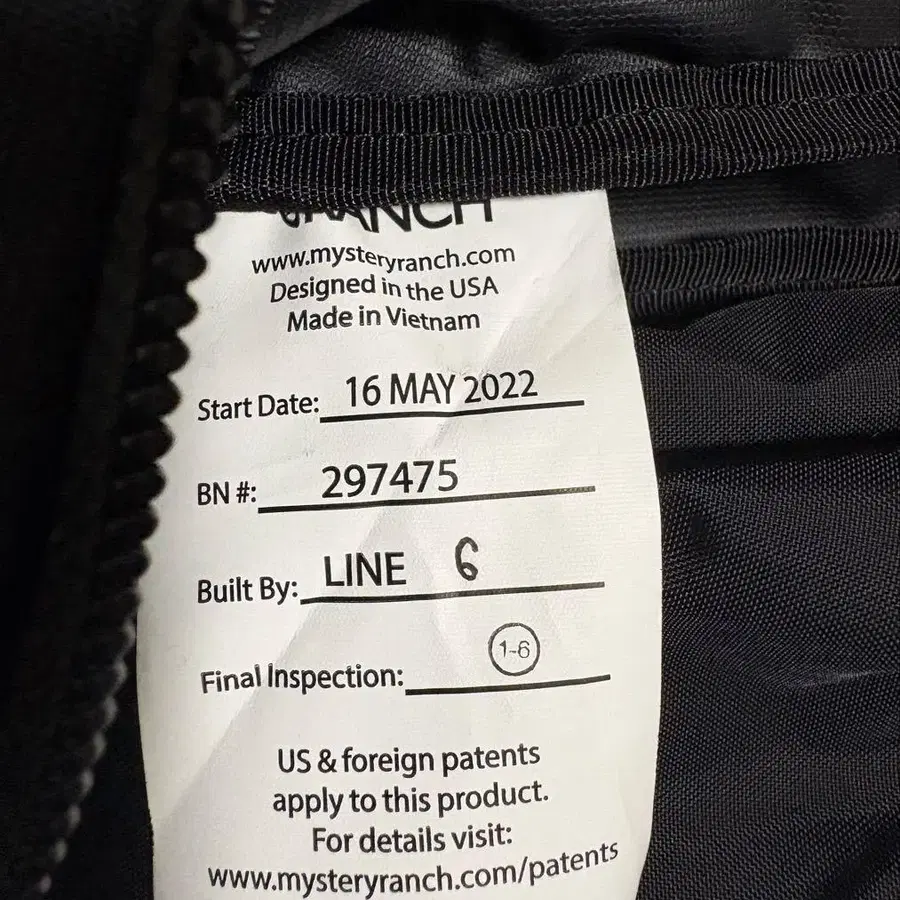 RANCH
www.mysteryranch.com
Designed in the USA
Made in Vietnam
Start Date: 16 MAY 2022
BN #: 297475
Built By: LINE 6
Final Inspection: 1-6
US & foreign patents
apply to this product.
For details visit:
www.mysteryranch.com/patents